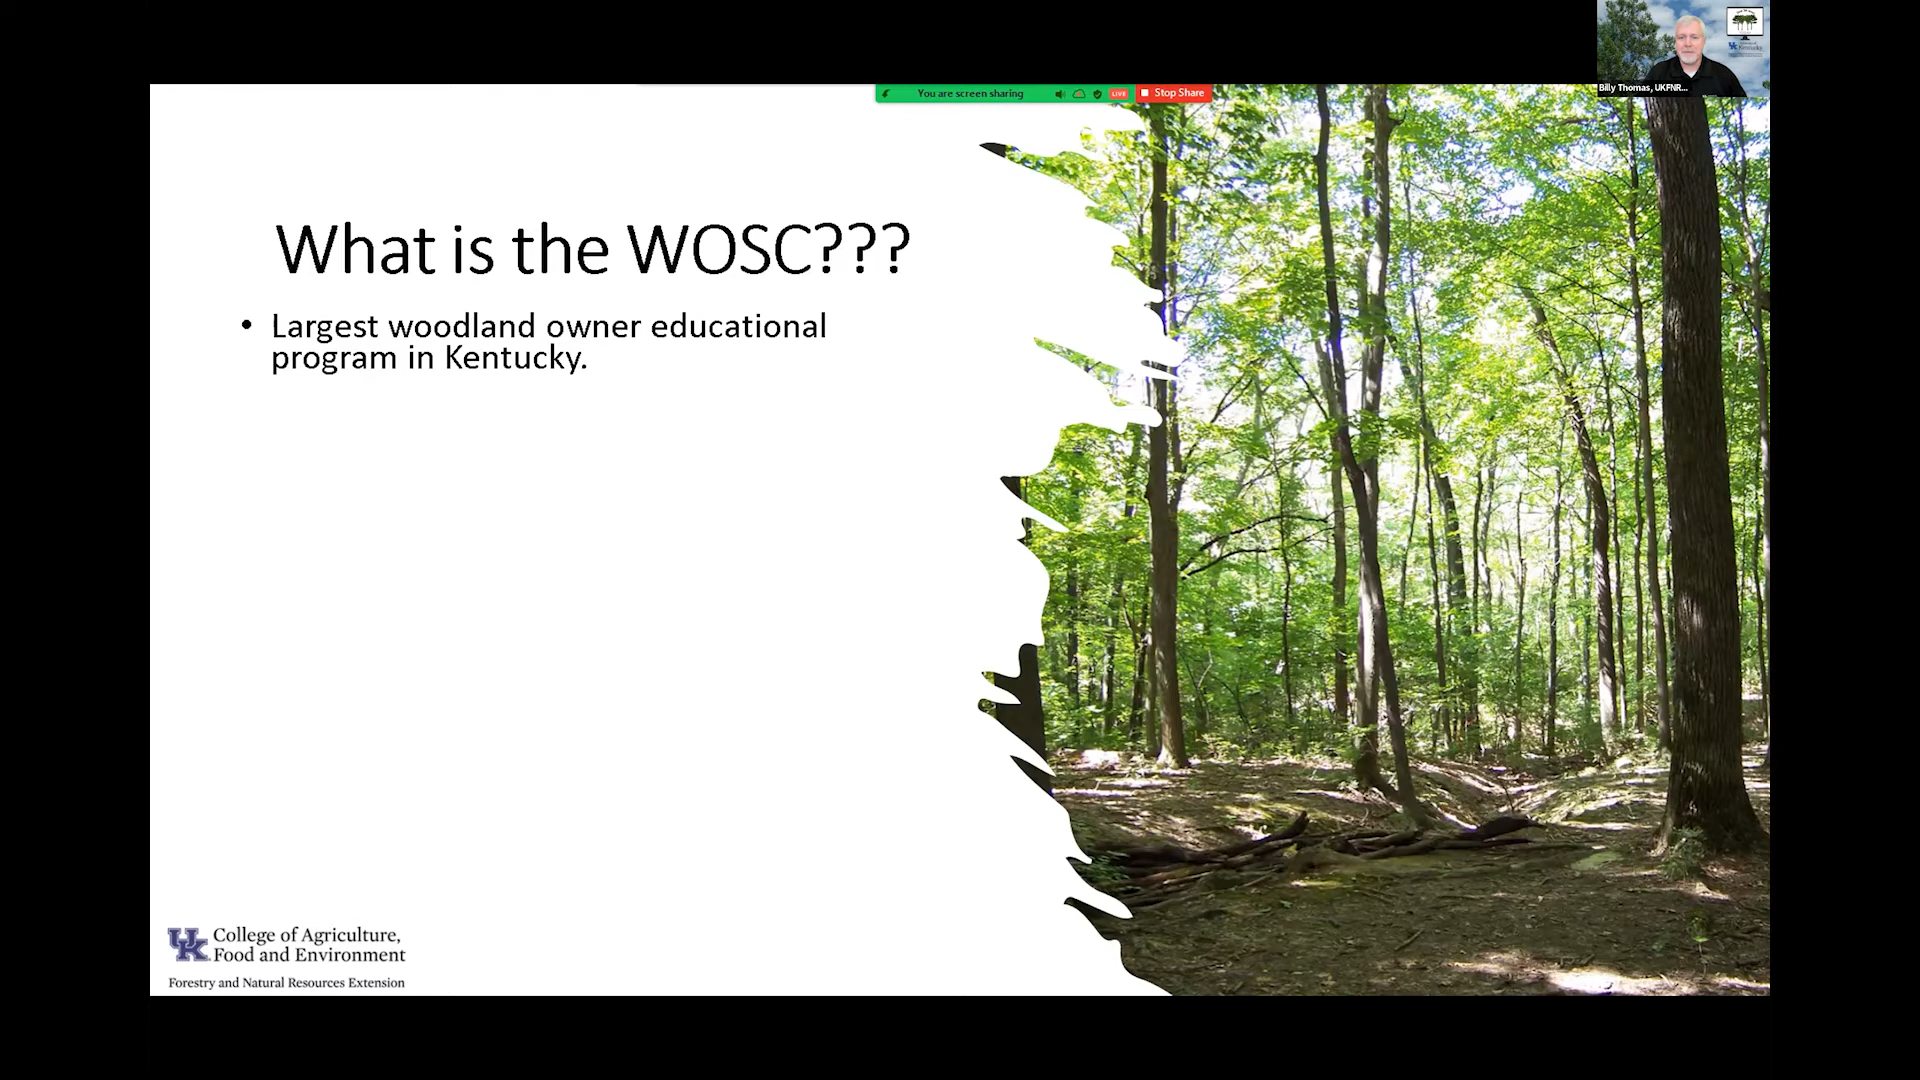 You are screen sharing
LIVE
Stop Share
Billy Thomas, UKFNR...
What is the WOSC???
• Largest woodland owner educational
program in Kentucky.
UK College of Agriculture,
Food and Environment
Forestry and Natural Resources Extension